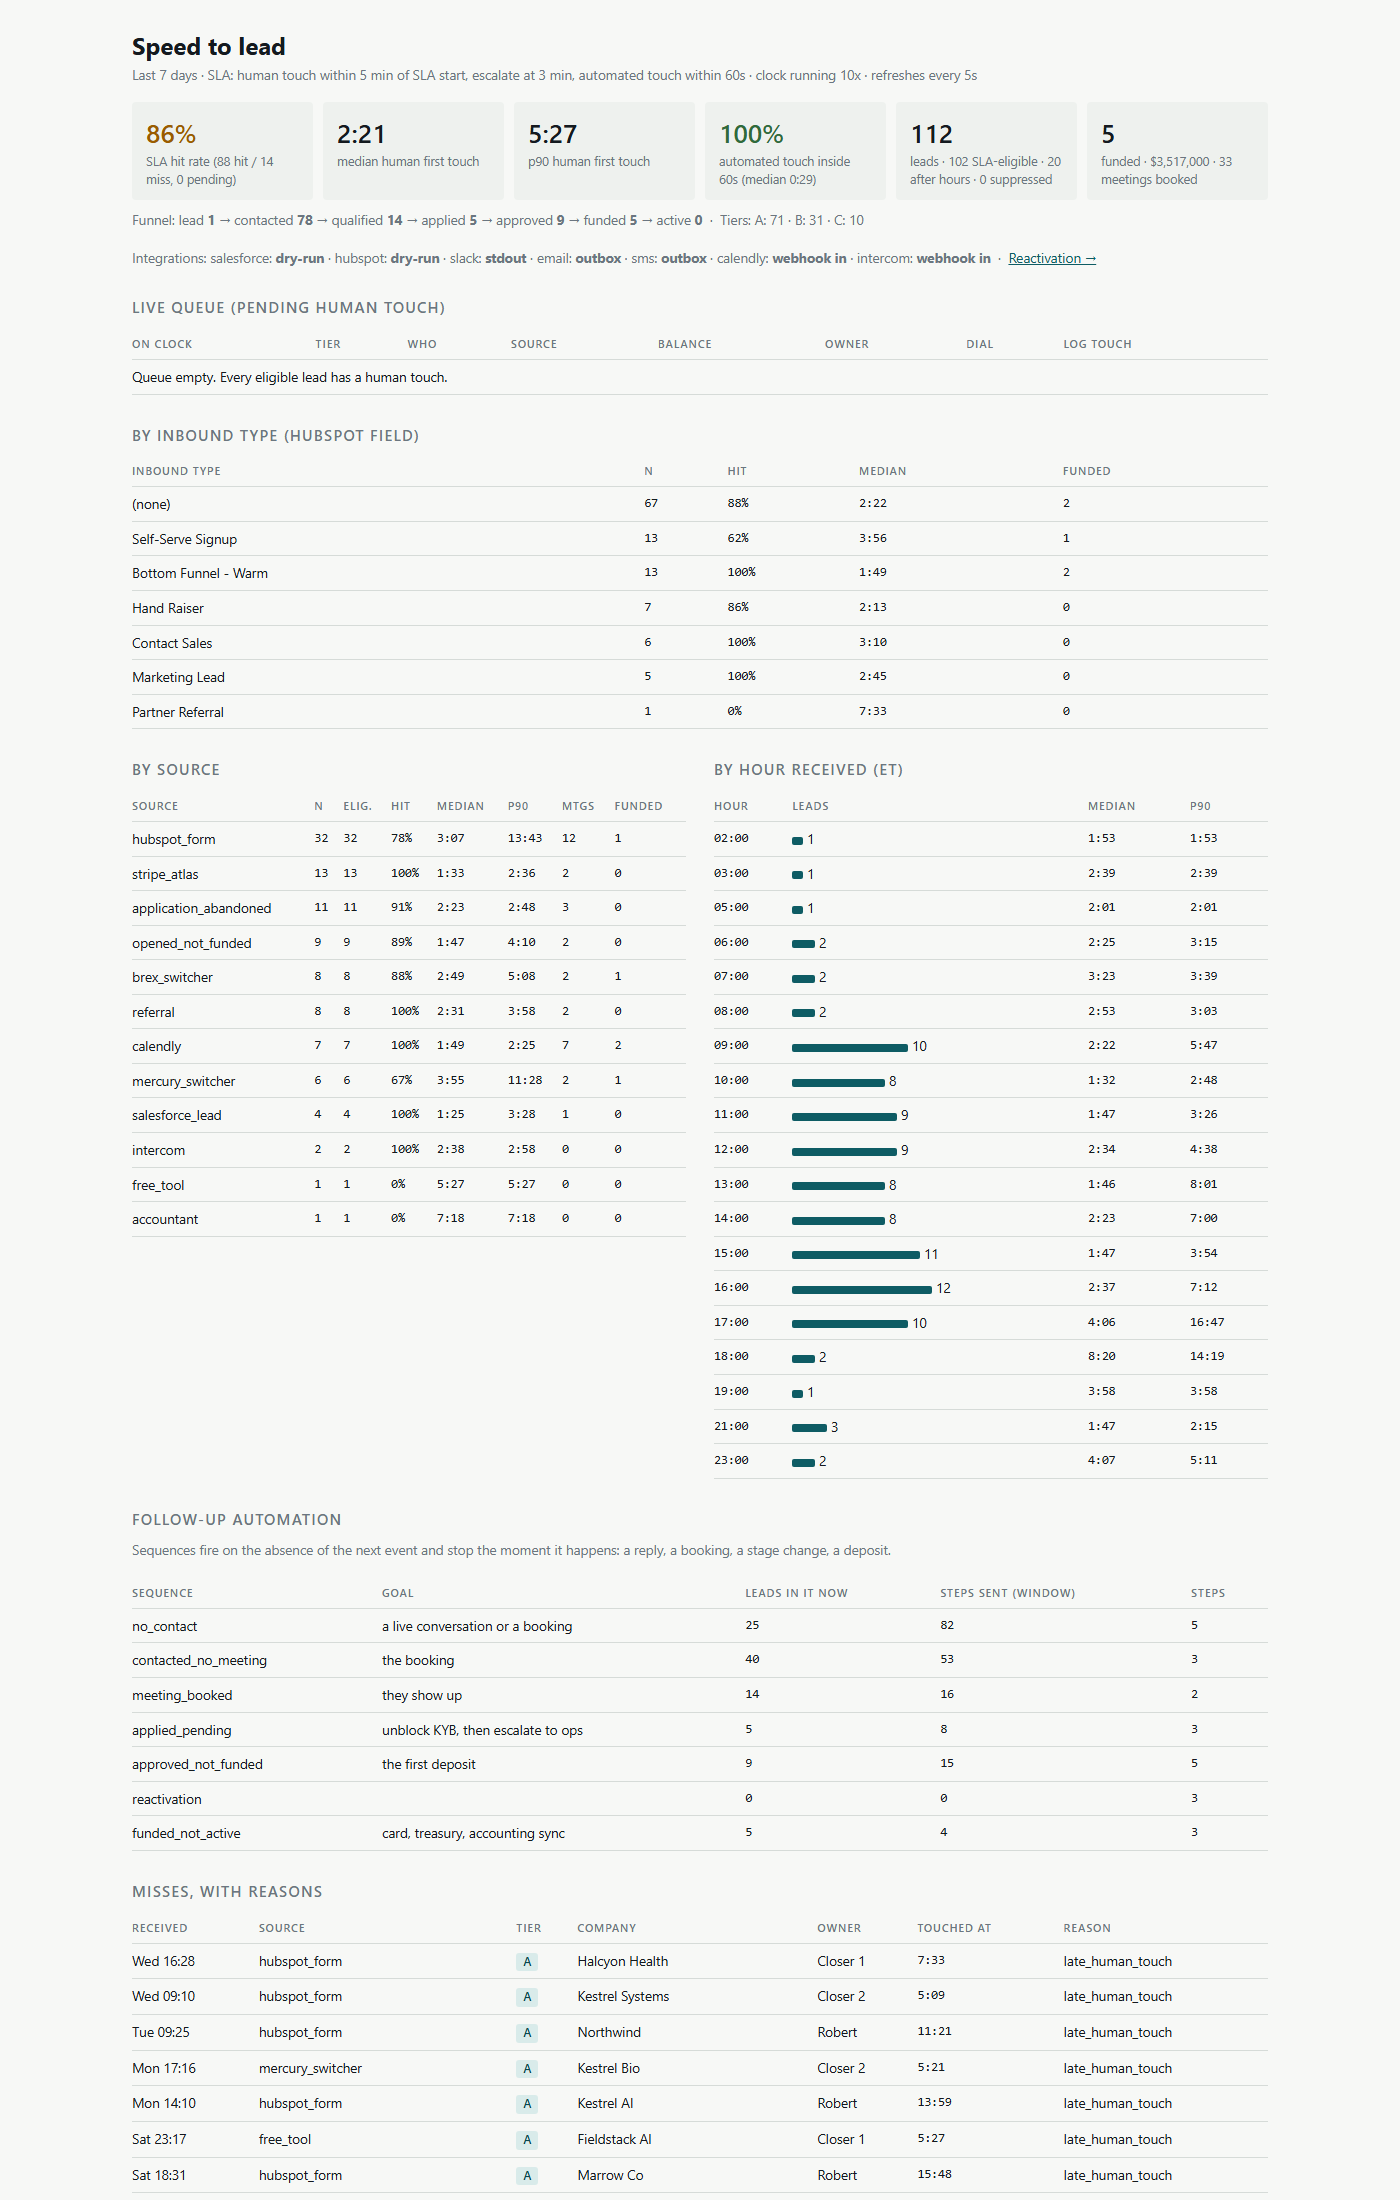 Speed to lead
Last 7 days · SLA: human touch within 5 min of SLA start, escalate at 3 min, automated touch within 60s · clock running 10x · refreshes every 5s
86%
SLA hit rate (88 hit / 14
miss, 0 pending)
2:21
median human first touch
5:27
p90 human first touch
100%
automated touch inside
60s (median 0:29)
112
leads · 102 SLA-eligible · 20
after hours · 0 suppressed
5
funded · $3,517,000 · 33
meetings booked
Funnel: lead 1 → contacted 78 → qualified 14 → applied 5 → approved 9 → funded 5 → active 0 · Tiers: A: 71 · B: 31 · C: 10
Integrations: salesforce: dry-run · hubspot: dry-run · slack: stdout · email: outbox · sms: outbox · calendly: webhook in · intercom: webhook in · Reactivation →
LIVE QUEUE (PENDING HUMAN TOUCH)
ON CLOCK TIER WHO SOURCE BALANCE OWNER DIAL LOG TOUCH
Queue empty. Every eligible lead has a human touch.
BY INBOUND TYPE (HUBSPOT FIELD)
INBOUND TYPE N HIT MEDIAN FUNDED
(none) 67 88% 2:22 2
Self-Serve Signup 13 62% 3:56 1
Bottom Funnel - Warm 13 100% 1:49 2
Hand Raiser 7 86% 2:13 0
Contact Sales 6 100% 3:10 0
Marketing Lead 5 100% 2:45 0
Partner Referral 1 0% 7:33 0
BY SOURCE
SOURCE N ELIG. HIT MEDIAN P90 MTGS FUNDED
hubspot_form 32 32 78% 3:07 13:43 12 1
stripe_atlas 13 13 100% 1:33 2:36 2 0
application_abandoned 11 11 91% 2:23 2:48 3 0
opened_not_funded 9 9 89% 1:47 4:10 2 0
brex_switcher 8 8 88% 2:49 5:08 2 1
referral 8 8 100% 2:31 3:58 2 0
calendly 7 7 100% 1:49 2:25 7 2
mercury_switcher 6 6 67% 3:55 11:28 2 1
salesforce_lead 4 4 100% 1:25 3:28 1 0
intercom 2 2 100% 2:38 2:58 0 0
free_tool 1 1 0% 5:27 5:27 0 0
accountant 1 1 0% 7:18 7:18 0 0
BY HOUR RECEIVED (ET)
HOUR LEADS MEDIAN P90
02:00 1 1:53 1:53
03:00 1 2:39 2:39
05:00 1 2:01 2:01
06:00 2 2:25 3:15
07:00 2 3:23 3:39
08:00 2 2:53 3:03
09:00 10 2:22 5:47
10:00 8 1:32 2:48
11:00 9 1:47 3:26
12:00 9 2:34 4:38
13:00 8 1:46 8:01
14:00 8 2:23 7:00
15:00 11 1:47 3:54
16:00 12 2:37 7:12
17:00 10 4:06 16:47
18:00 2 8:20 14:19
19:00 1 3:58 3:58
21:00 3 1:47 2:15
23:00 2 4:07 5:11
FOLLOW-UP AUTOMATION
Sequences fire on the absence of the next event and stop the moment it happens: a reply, a booking, a stage change, a deposit.
SEQUENCE GOAL LEADS IN IT NOW STEPS SENT (WINDOW) STEPS
no_contact a live conversation or a booking 25 82 5
contacted_no_meeting the booking 40 53 3
meeting_booked they show up 14 16 2
applied_pending unblock KYB, then escalate to ops 5 8 3
approved_not_funded the first deposit 9 15 5
reactivation 0 0 3
funded_not_active card, treasury, accounting sync 5 4 3
MISSES, WITH REASONS
RECEIVED SOURCE TIER COMPANY OWNER TOUCHED AT REASON
Wed 16:28 hubspot_form A Halcyon Health Closer 1 7:33 late_human_touch
Wed 09:10 hubspot_form A Kestrel Systems Closer 2 5:09 late_human_touch
Tue 09:25 hubspot_form A Northwind Robert 11:21 late_human_touch
Mon 17:16 mercury_switcher A Kestrel Bio Closer 2 5:21 late_human_touch
Mon 14:10 hubspot_form A Kestrel AI Robert 13:59 late_human_touch
Sat 23:17 free_tool A Fieldstack AI Closer 1 5:27 late_human_touch
Sat 18:31 hubspot_form A Marrow Co Robert 15:48 late_human_touch